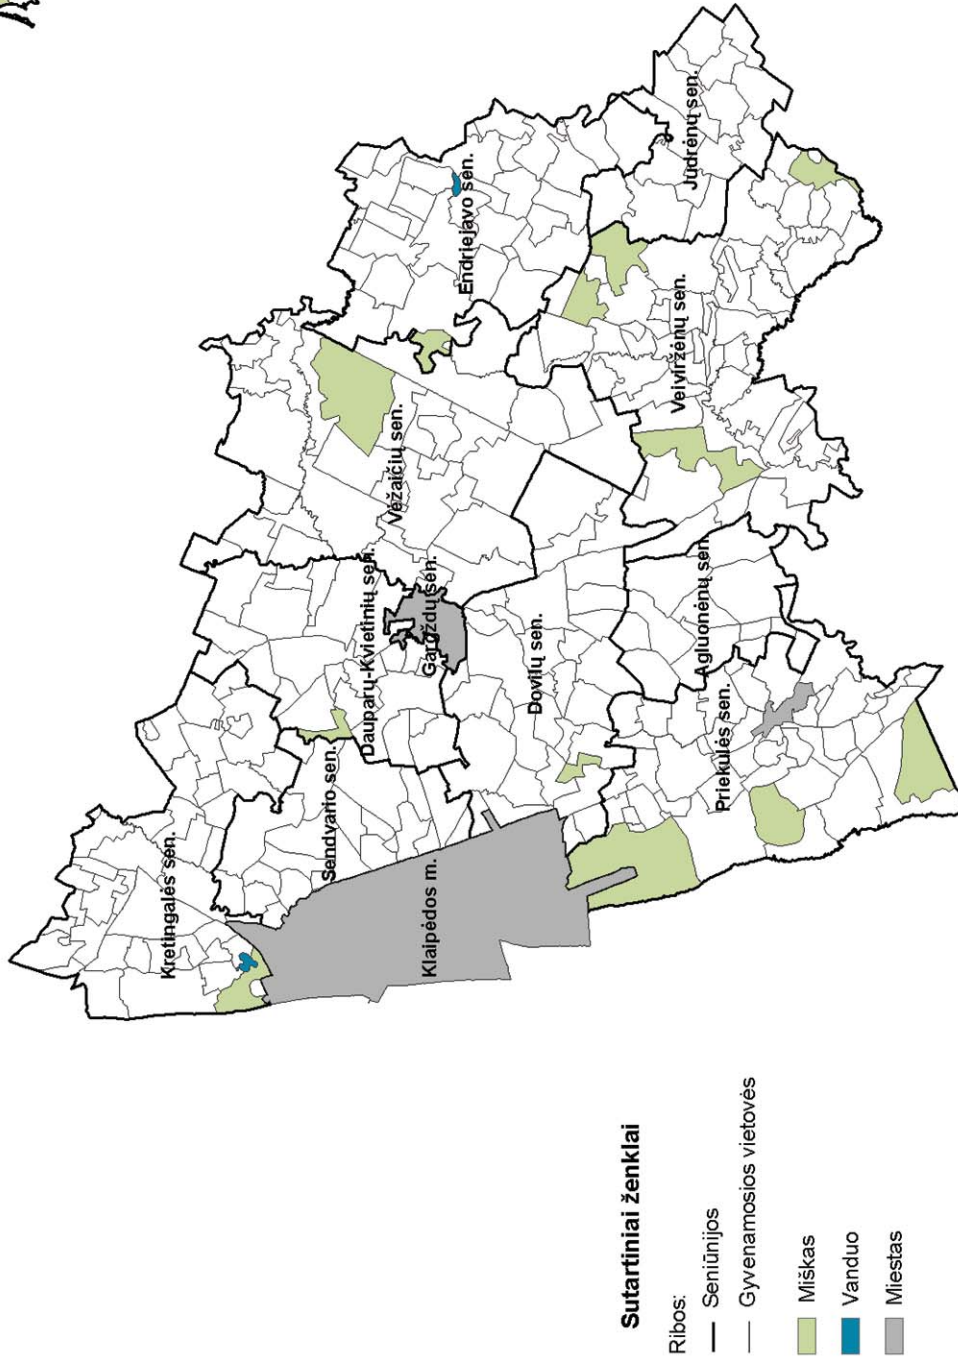 Kretingalės sen.
Sendvario sen.
Dauparų-Kvietinių sen.
Vėžaičių sen.
Endriejavo sen.
Klaipėdos m.
Gargždų sen.
Dovilų sen.
Judrėnų sen.
Veiviržėnų sen.
Agluonėnų sen.
Priekulės sen.
Sutartiniai ženklai
Ribos:
Seniūnijos
Gyvenamosios vietovės
Miškas
Vanduo
Miestas